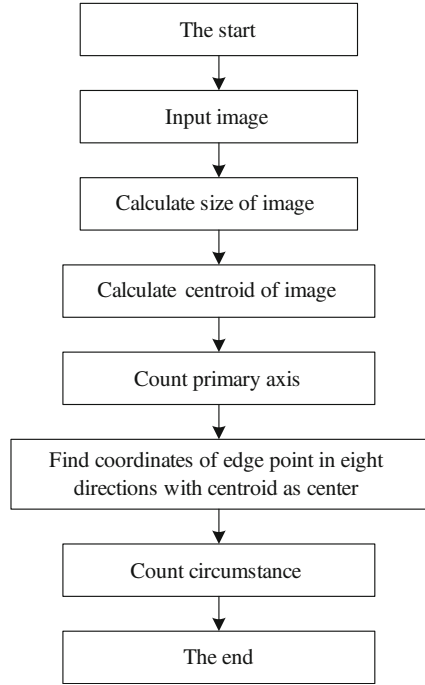 The start
Input image
Calculate size of image
Calculate centroid of image
Count primary axis
Find coordinates of edge point in eight
directions with centroid as center
Count circumstance
The end